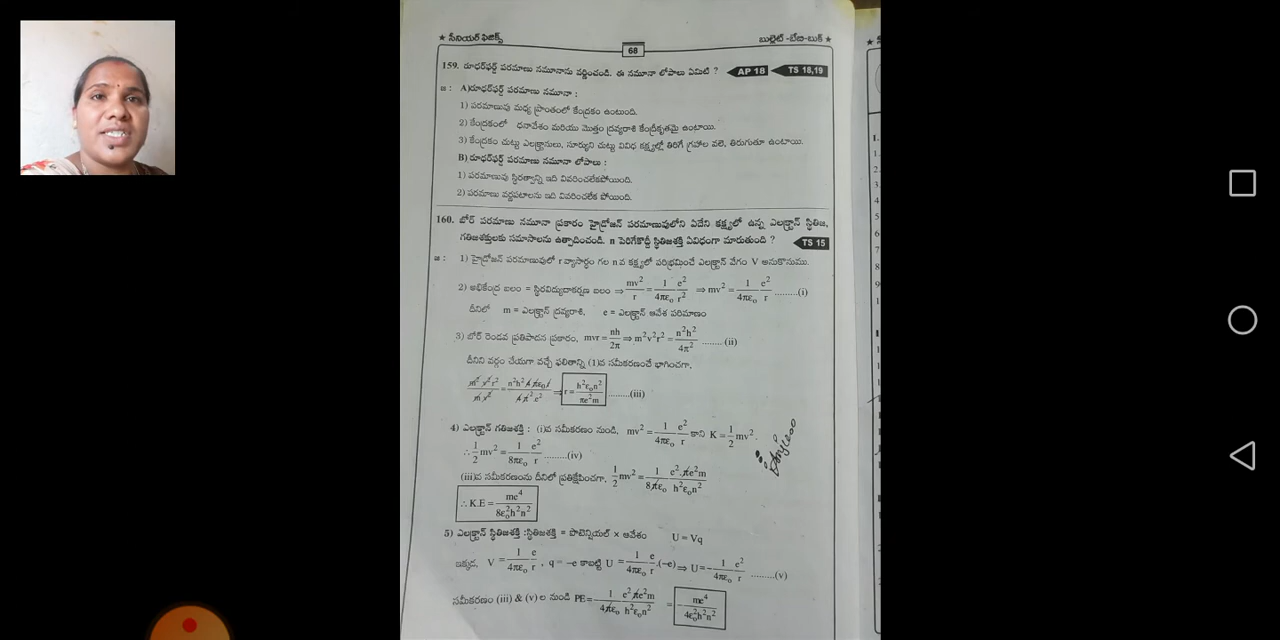 ★ సీనియర్ ఫిజిక్స్ 68 బుల్లెట్ -బేబి-బుక్ ★
159. రూథర్‌ఫర్డ్ పరమాణు నమూనాను వర్ణించండి. ఈ నమూనా లోపాలు ఏమిటి ? AP 18 TS 18,19
జ : A)రూథర్‌ఫర్డ్ పరమాణు నమూనా :
1) పరమాణువు మధ్య ప్రాంతంలో కేంద్రకం ఉంటుంది.
2) కేంద్రకంలో ధనావేశం మరియు మొత్తం ద్రవ్యరాశి కేంద్రీకృతమై ఉంటాయి.
3) కేంద్రకం చుట్టు ఎలక్ట్రానులు, సూర్యుని చుట్టు వివిధ కక్ష్యల్లో తిరిగే గ్రహాల వలె, తిరుగుతూ ఉంటాయి.
B) రూథర్‌ఫర్డ్ పరమాణు నమూనా లోపాలు :
1) పరమాణువు స్థిరత్వాన్ని ఇది వివరించలేకపోయింది.
2) పరమాణు వర్ణపటాలను ఇది వివరించలేక పోయింది.
160. బోర్ పరమాణు నమూనా ప్రకారం హైడ్రోజన్ పరమాణువులోని ఏదేని కక్ష్యలో ఉన్న ఎలక్ట్రాన్ స్థితిజ,
గతిజశక్తులకు సమాసాలను ఉత్పాదించండి. n పెరిగేకొద్దీ స్థితిజశక్తి ఏవిధంగా మారుతుంది ? TS 15
జ : 1) హైడ్రోజన్ పరమాణువులో r వ్యాసార్థం గల n వ కక్ష్యలో పరిభ్రమించే ఎలక్ట్రాన్ వేగం V అనుకొనుము.
2) అభికేంద్ర బలం = స్థిరవిద్యుదాకర్షణ బలం ⇒ mv²/r = 1/4πε₀ e²/r² ⇒ mv² = 1/4πε₀ e²/r .........(i)
దీనిలో m = ఎలక్ట్రాన్ ద్రవ్యరాశి, e = ఎలక్ట్రాన్ ఆవేశ పరిమాణం
3) బోర్ రెండవ ప్రతిపాదన ప్రకారం, mvr = nh/2π ⇒ m²v²r² = n²h²/4π² ........ (ii)
దీనిని వర్గం చేయగా వచ్చే ఫలితాన్ని (1)వ సమీకరణంచే భాగించగా,
m²v²r²/mv² = n²h²4πε₀r/4π²e² ⇒ r = h²ε₀n²/πe²m .........(iii)
4) ఎలక్ట్రాన్ గతిజశక్తి : (i)వ సమీకరణం నుండి, mv² = 1/4πε₀ e²/r కాని K = 1/2 mv².
∴ 1/2 mv² = 1/8πε₀ e²/r .........(iv)
(iii)వ సమీకరణంను దీనిలో ప్రతిక్షేపించగా, 1/2 mv² = 1/8πε₀ e².πe²m/h²ε₀n²
∴ K.E = me⁴/8ε₀²h²n²
5) ఎలక్ట్రాన్ స్థితిజశక్తి :స్థితిజశక్తి = పొటెన్షియల్ × ఆవేశం U = Vq
ఇక్కడ, V = 1/4πε₀ e/r , q = −e కాబట్టి U = 1/4πε₀ e/r .(−e) ⇒ U = − 1/4πε₀ e²/r .........(v)
సమీకరణం (iii) & (v) ల నుండి PE = − 1/4πε₀ e²πe²m/h²ε₀n² = − me⁴/4ε₀²h²n²